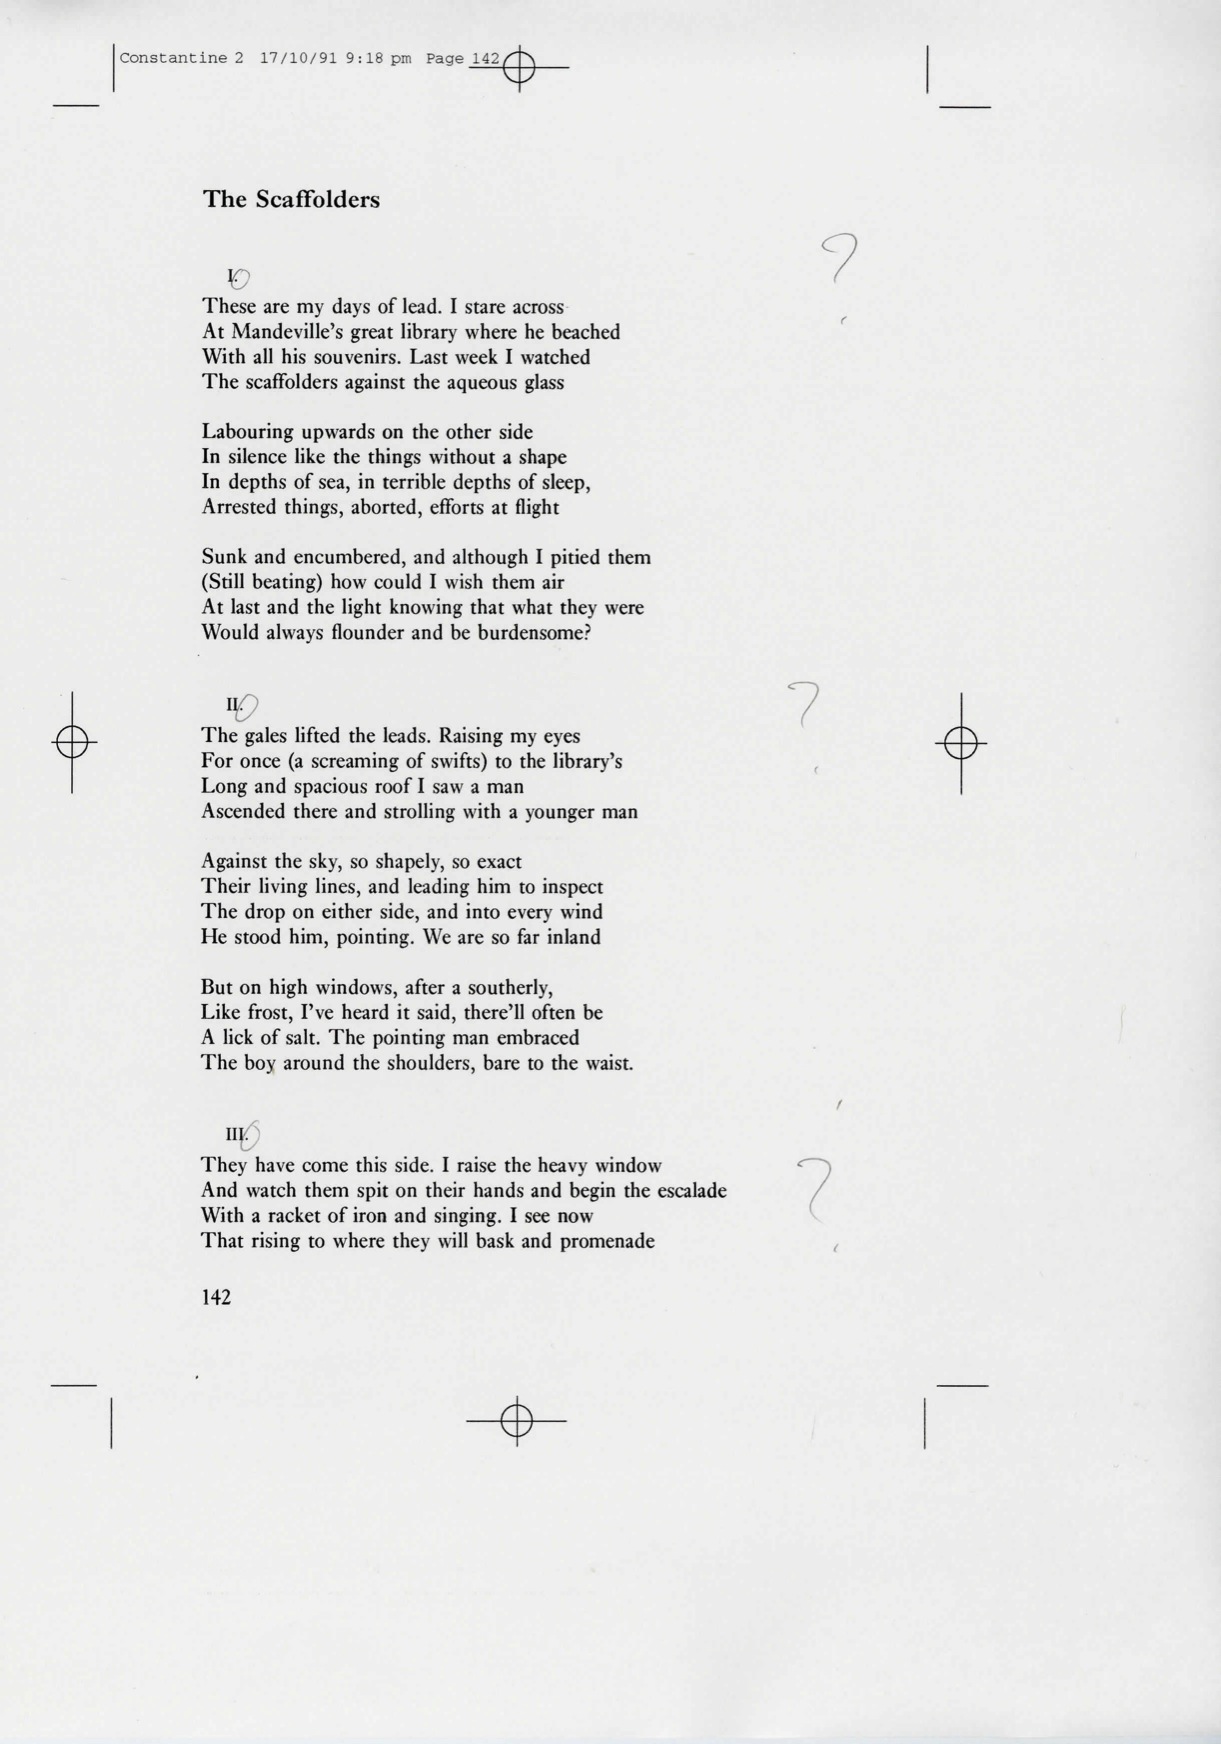 Constantine 2 17/10/91 9:18 pm Page 142
The Scaffolders
?
I.
These are my days of lead. I stare across
At Mandeville's great library where he beached
With all his souvenirs. Last week I watched
The scaffolders against the aqueous glass
Labouring upwards on the other side
In silence like the things without a shape
In depths of sea, in terrible depths of sleep,
Arrested things, aborted, efforts at flight
Sunk and encumbered, and although I pitied them
(Still beating) how could I wish them air
At last and the light knowing that what they were
Would always flounder and be burdensome?
II.
?
The gales lifted the leads. Raising my eyes
For once (a screaming of swifts) to the library's
Long and spacious roof I saw a man
Ascended there and strolling with a younger man
Against the sky, so shapely, so exact
Their living lines, and leading him to inspect
The drop on either side, and into every wind
He stood him, pointing. We are so far inland
But on high windows, after a southerly,
Like frost, I've heard it said, there'll often be
A lick of salt. The pointing man embraced
The boy around the shoulders, bare to the waist.
III.
They have come this side. I raise the heavy window
?
And watch them spit on their hands and begin the escalade
With a racket of iron and singing. I see now
That rising to where they will bask and promenade
142